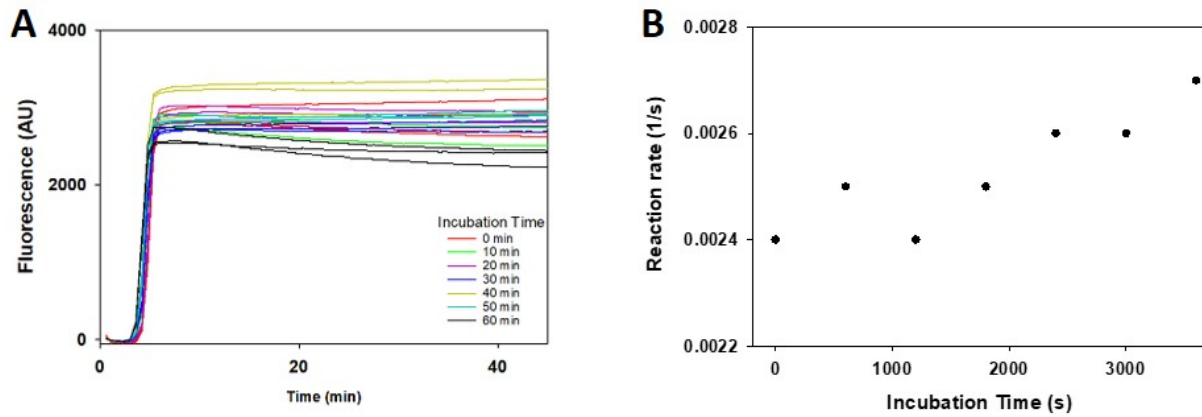 A
4000
2000
0
Fluorescence (AU)
0
20
40
Time (min)
Incubation Time
0 min
10 min
20 min
30 min
40 min
50 min
60 min
B
0.0028
0.0026
0.0024
0.0022
Reaction rate (1/s)
0
1000
2000
3000
Incubation Time (s)